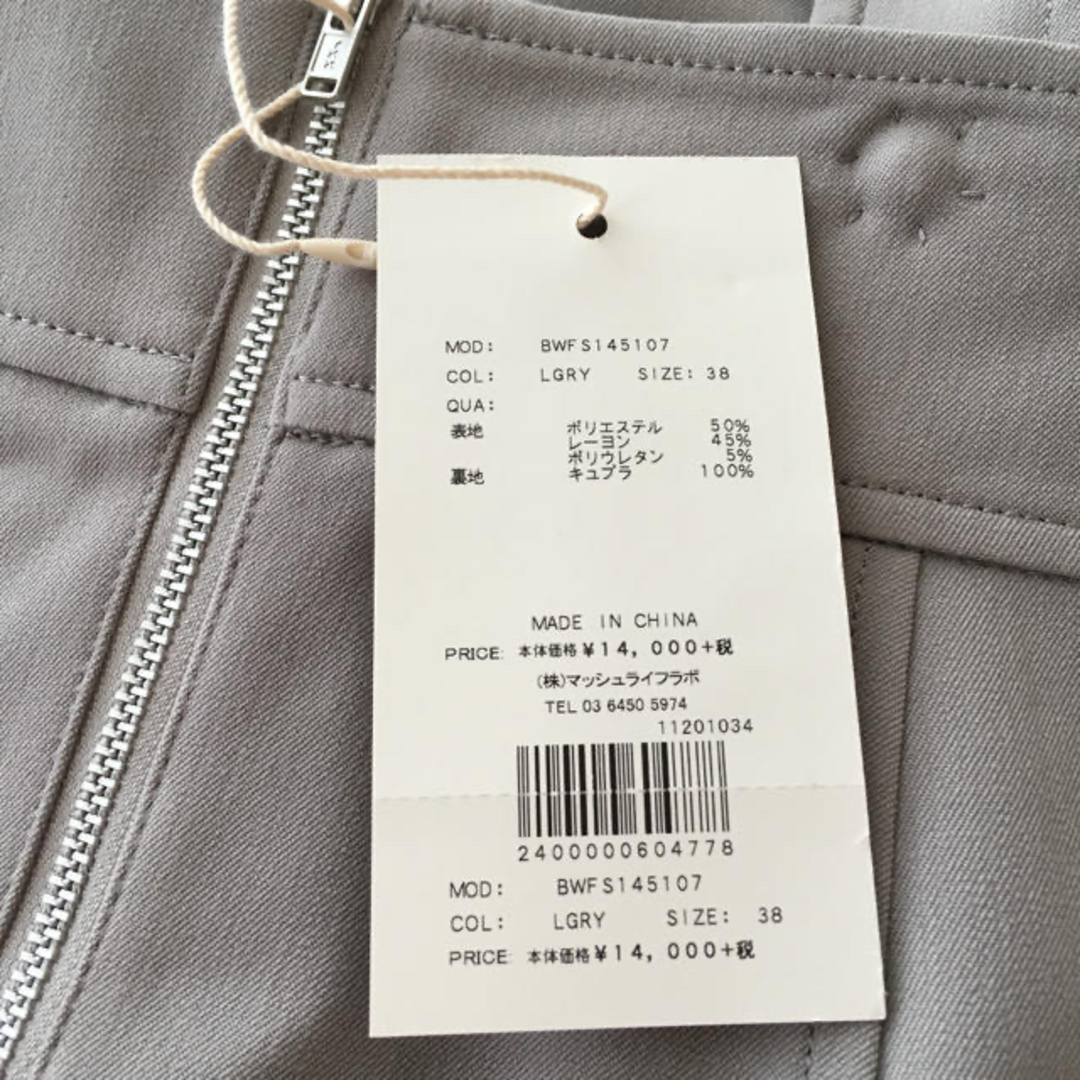 MOD: BWFS145107
COL: LGRY SIZE: 38
QUA:
表地 ポリエステル 50%
レーヨン 45%
ポリウレタン 5%
裏地 キュプラ 100%
MADE IN CHINA
PRICE: 本体価格¥14,000+税
(株)マッシュライフラボ
TEL 03 6450 5974
11201034
2400000604778
MOD: BWFS145107
COL: LGRY SIZE: 38
PRICE: 本体価格¥14,000+税